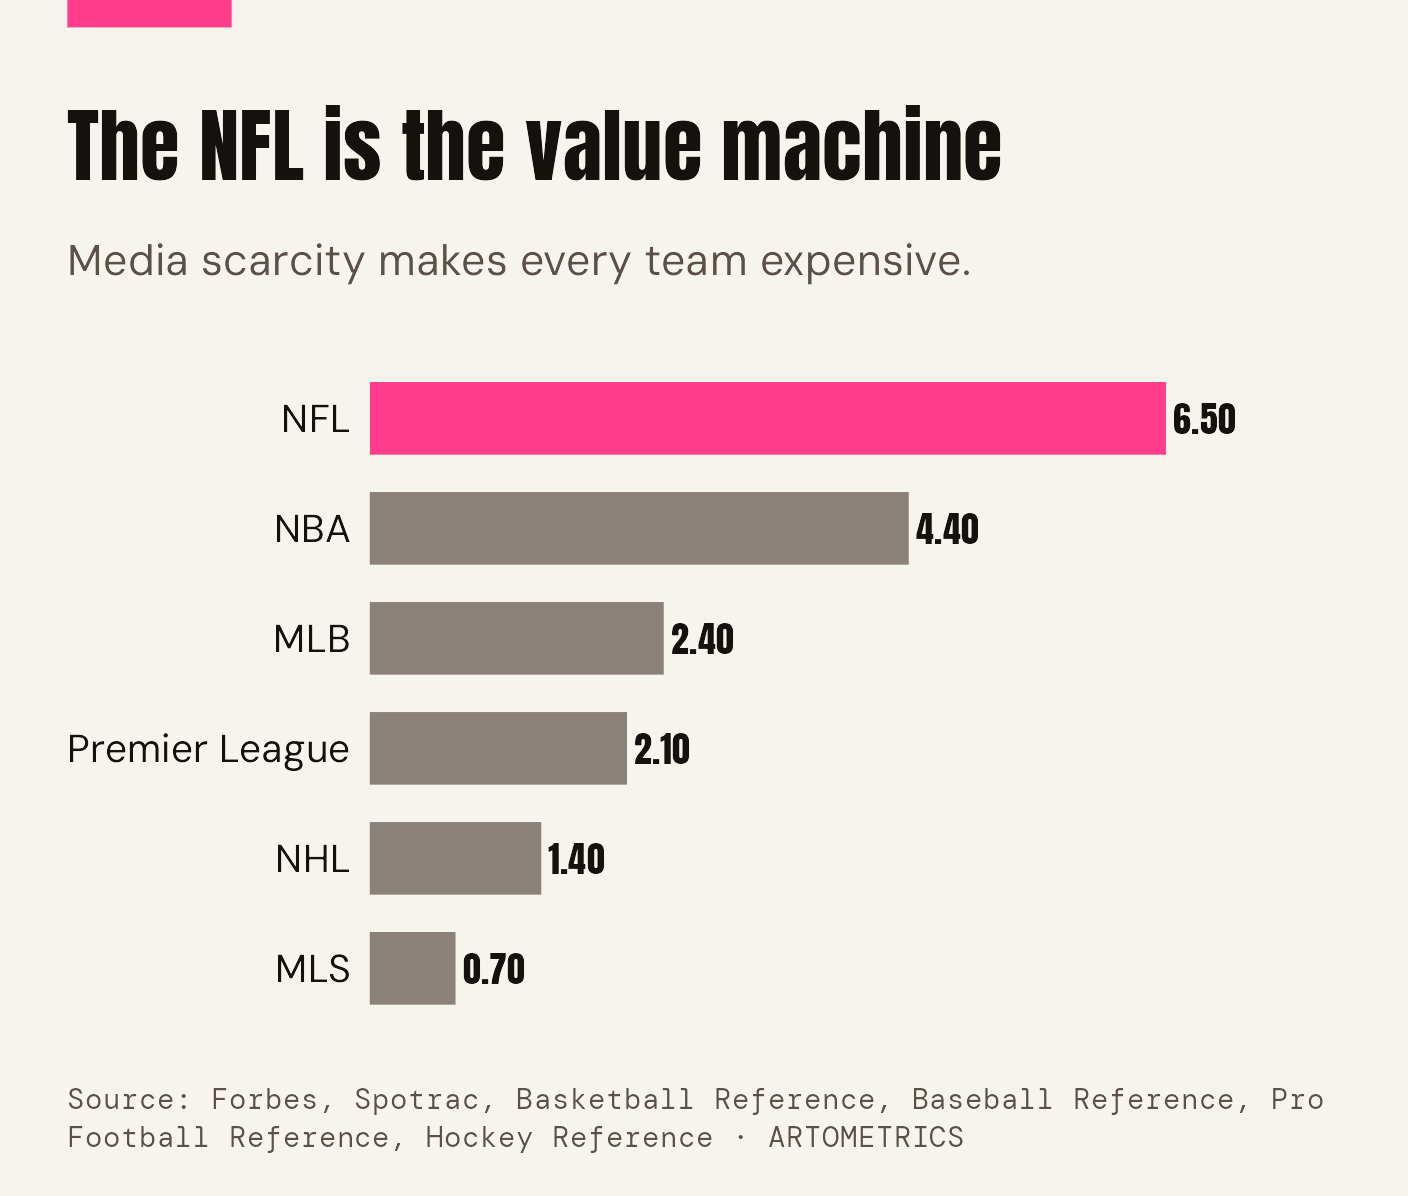 The NFL is the value machine
Media scarcity makes every team expensive.
NFL 6.50
NBA 4.40
MLB 2.40
Premier League 2.10
NHL 1.40
MLS 0.70
Source: Forbes, Spotrac, Basketball Reference, Baseball Reference, Pro
Football Reference, Hockey Reference · ARTOMETRICS